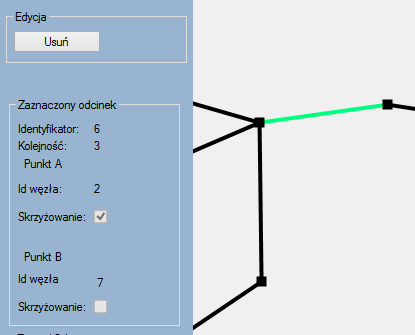 Edycja
Usuń
Zaznaczony odcinek
Identyfikator: 6
Kolejność: 3
Punkt A
Id węzła: 2
Skrzyżowanie:
Punkt B
Id węzła 7
Skrzyżowanie: